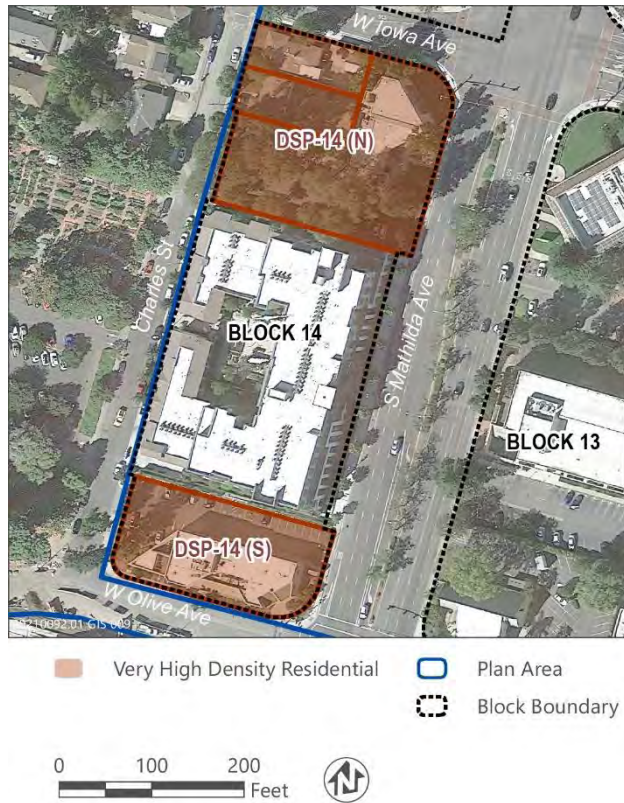 W Iowa Ave
DSP-14 (N)
Charles St
BLOCK 14
S Mathilda Ave
BLOCK 13
DSP-14 (S)
W Olive Ave
Very High Density Residential
Plan Area
Block Boundary
0 100 200
Feet
N